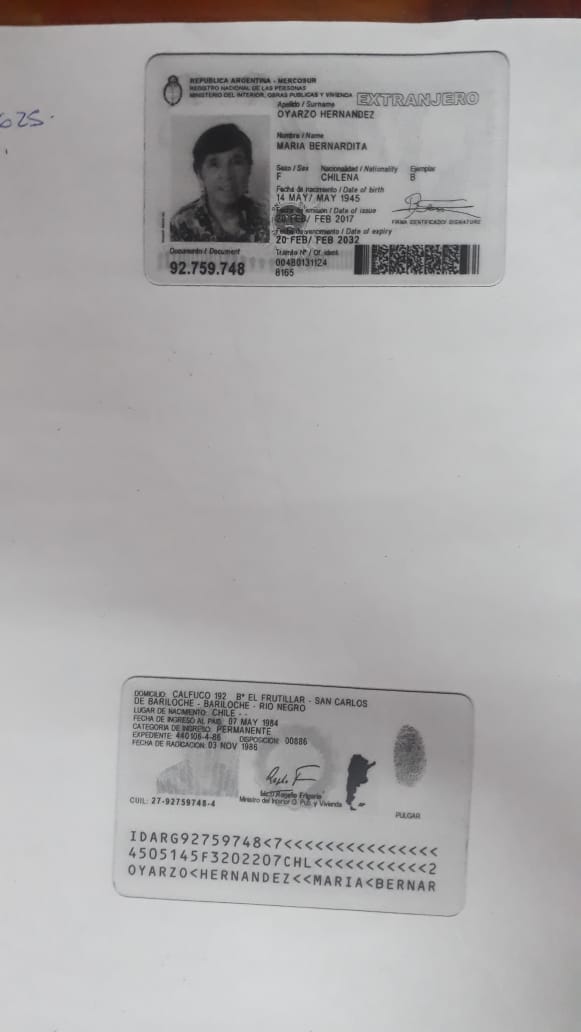 REPUBLICA ARGENTINA - MERCOSUR
REGISTRO NACIONAL DE LAS PERSONAS
MINISTERIO DEL INTERIOR, OBRAS PUBLICAS Y VIVIENDA
EXTRANJERO
Apellido / Surname
OYARZO HERNANDEZ
Nombre / Name
MARIA BERNARDITA
Sexo / Sex Nacionalidad / Nationality Ejemplar
F CHILENA B
Fecha de nacimiento / Date of birth
14 MAY/ MAY 1945
Fecha de emisión / Date of issue
20 FEB/ FEB 2017
Fecha de vencimiento / Date of expiry
20 FEB/ FEB 2032
FIRMA IDENTIFICADO/ SIGNATURE
Documento / Document
92.759.748
Trámite Nº / Of. ident.
00480131124
8165
DOMICILIO: CALFUCO 192 Bº EL FRUTILLAR - SAN CARLOS
DE BARILOCHE - BARILOCHE - RIO NEGRO
LUGAR DE NACIMIENTO: CHILE - -
FECHA DE INGRESO AL PAIS: 07 MAY 1984
CATEGORIA DE INGRESO: PERMANENTE
EXPEDIENTE: 440106-4-86 DISPOSICION: 00886
FECHA DE RADICACION: 03 NOV 1986
Lic. Rogelio Frigerio
Ministro del Interior O. Púb. y Vivienda
CUIL: 27-92759748-4
PULGAR
IDARG92759748<7<<<<<<<<<<<<<<<
4505145F3202207CHL<<<<<<<<<<<2
OYARZO<HERNANDEZ<<MARIA<BERNAR